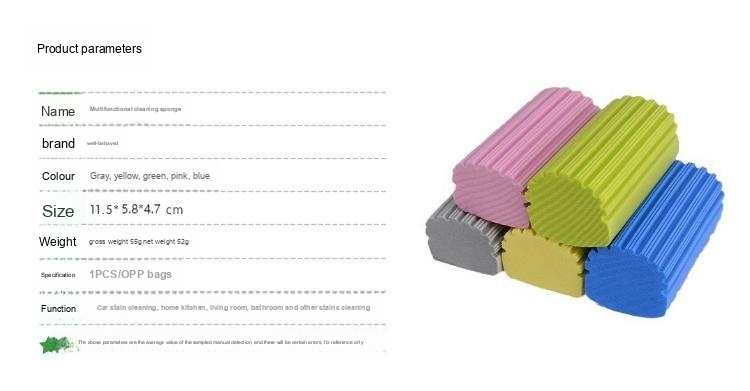 Product parameters
Name Multifunctional cleaning sponge
brand well-behaved
Colour Gray, yellow, green, pink, blue
Size 11.5* 5.8*4.7 cm
Weight gross weight 55g net weight 52g
Specification 1PCS/OPP bags
Function Car stain cleaning, home kitchen, living room, bathroom and other stains cleaning
The above parameters are the average value of the sampled manual detection, and there will be certain errors, for reference only